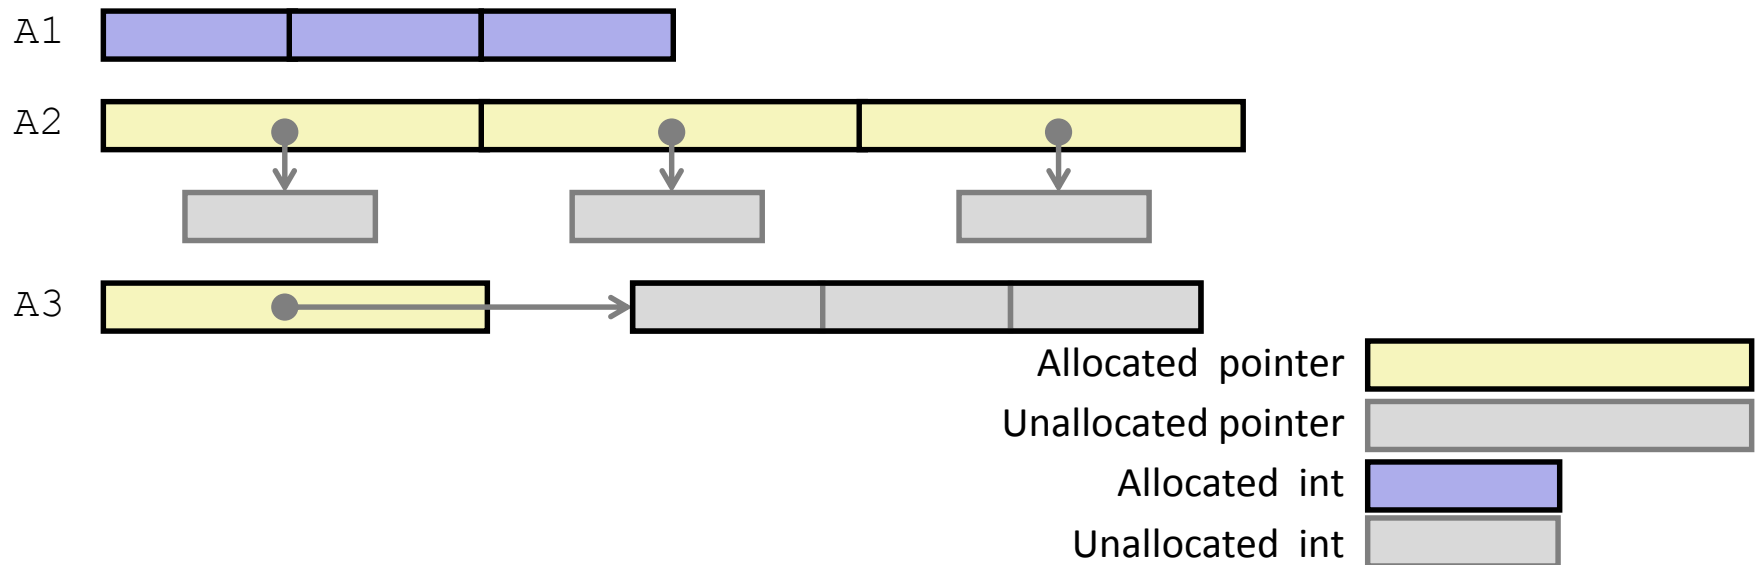 A1
A2
A3
Allocated pointer
Unallocated pointer
Allocated int
Unallocated int